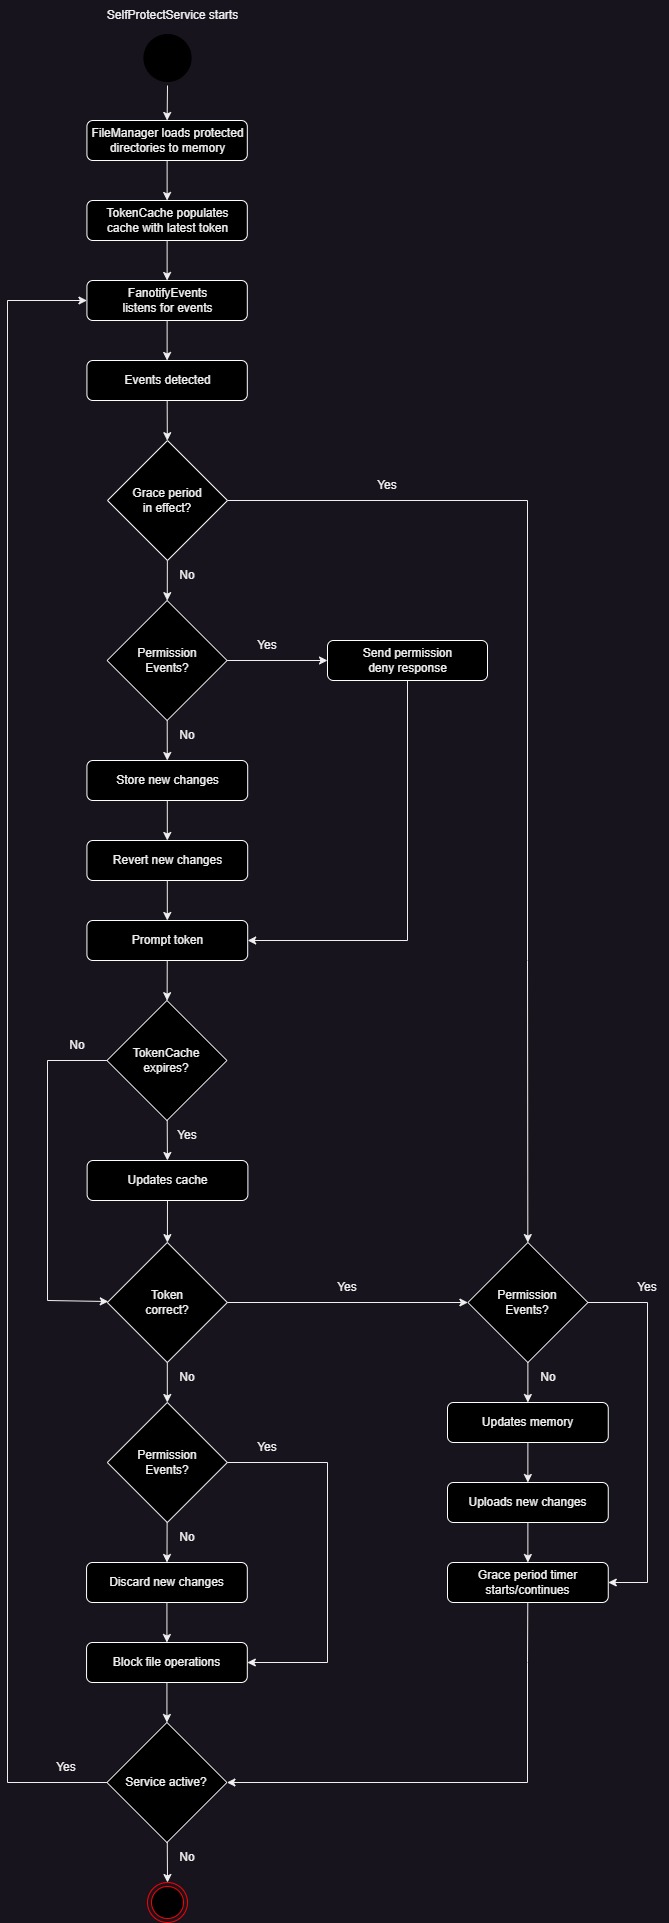 SelfProtectService starts
FileManager loads protected
directories to memory
TokenCache populates
cache with latest token
FanotifyEvents
listens for events
Events detected
Grace period
in effect?
Yes
No
Permission
Events?
Yes
Send permission
deny response
No
Store new changes
Revert new changes
Prompt token
TokenCache
expires?
No
Yes
Updates cache
Token
correct?
Yes
Permission
Events?
Yes
No
No
Updates memory
Permission
Events?
Yes
Uploads new changes
No
Discard new changes
Grace period timer
starts/continues
Block file operations
Service active?
Yes
No